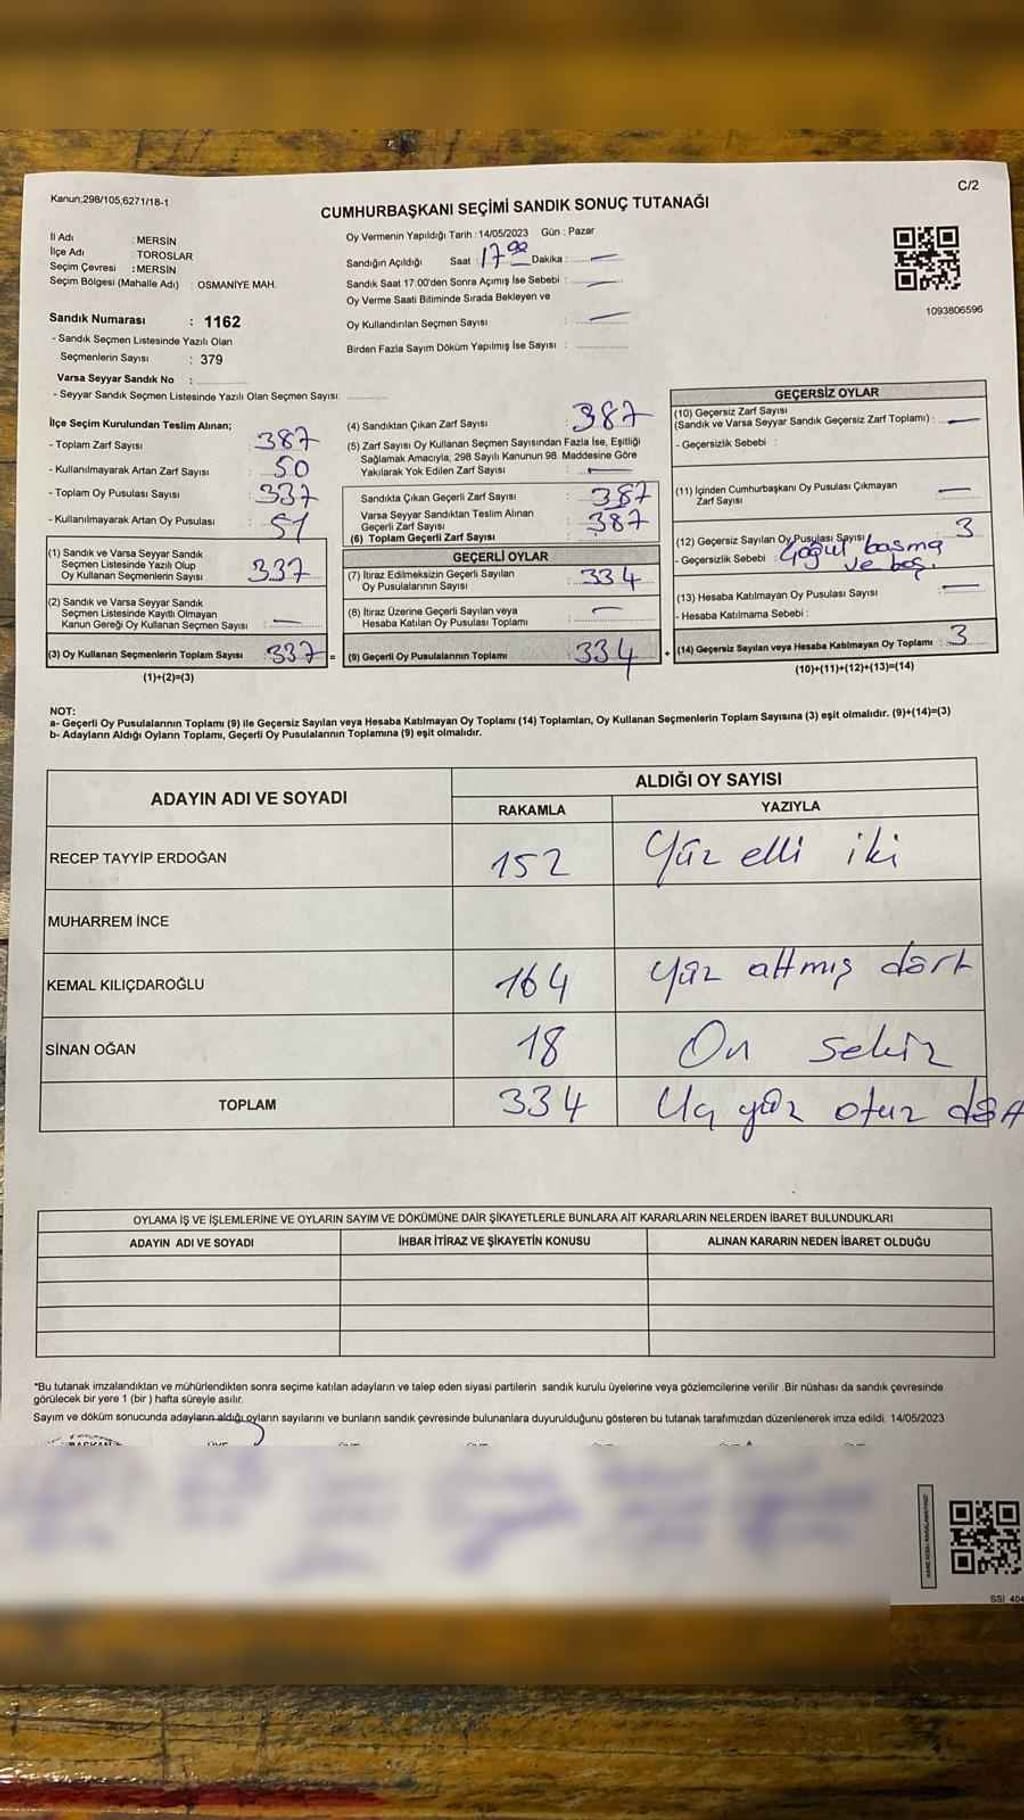 Kanun;298/105,6271/18-1
C/2
CUMHURBAŞKANI SEÇİMİ SANDIK SONUÇ TUTANAĞI
İl Adı : MERSİN
İlçe Adı : TOROSLAR
Seçim Çevresi : MERSİN
Seçim Bölgesi (Mahalle Adı) : OSMANİYE MAH.
Oy Vermenin Yapıldığı Tarih : 14/05/2023 Gün : Pazar
Sandığın Açıldığı Saat : 17 00 Dakika : —
Sandık Saat 17:00'den Sonra Açımış İse Sebebi : —
Oy Verme Saati Bitiminde Sırada Bekleyen ve
Oy Kullandırılan Seçmen Sayısı : —
Birden Fazla Sayım Döküm Yapılmış İse Sayısı :
1093806596
Sandık Numarası : 1162
- Sandık Seçmen Listesinde Yazılı Olan
Seçmenlerin Sayısı : 379
Varsa Seyyar Sandık No :
- Seyyar Sandık Seçmen Listesinde Yazılı Olan Seçmen Sayısı
İlçe Seçim Kurulundan Teslim Alınan;
- Toplam Zarf Sayısı : 387
- Kullanılmayarak Artan Zarf Sayısı : 50
- Toplam Oy Pusulası Sayısı : 337
- Kullanılmayarak Artan Oy Pusulası : 51
(1) Sandık ve Varsa Seyyar Sandık
Seçmen Listesinde Yazılı Olup
Oy Kullanan Seçmenlerin Sayısı : 337
(2) Sandık ve Varsa Seyyar Sandık
Seçmen Listesinde Kayıtlı Olmayan
Kanun Gereği Oy Kullanan Seçmen Sayısı : —
(3) Oy Kullanan Seçmenlerin Toplam Sayısı : 337 =
(1)+(2)=(3)
(4) Sandıktan Çıkan Zarf Sayısı : 387
(5) Zarf Sayısı Oy Kullanan Seçmen Sayısından Fazla İse, Eşitliği
Sağlamak Amacıyla, 298 Sayılı Kanunun 98. Maddesine Göre
Yakılarak Yok Edilen Zarf Sayısı : —
Sandıkta Çıkan Geçerli Zarf Sayısı : 387
Varsa Seyyar Sandıktan Teslim Alınan
Geçerli Zarf Sayısı : 387
(6) Toplam Geçerli Zarf Sayısı
GEÇERLİ OYLAR
(7) İtiraz Edilmeksizin Geçerli Sayılan
Oy Pusulalarının Sayısı : 334
(8) İtiraz Üzerine Geçerli Sayılan veya
Hesaba Katılan Oy Pusulası Toplamı : —
(9) Geçerli Oy Pusulalarının Toplamı : 334 +
GEÇERSİZ OYLAR
(10) Geçersiz Zarf Sayısı
(Sandık ve Varsa Seyyar Sandık Geçersiz Zarf Toplamı) : —
- Geçersizlik Sebebi :
(11) İçinden Cumhurbaşkanı Oy Pusulası Çıkmayan
Zarf Sayısı : —
(12) Geçersiz Sayılan Oy Pusulası Sayısı : 3
- Geçersizlik Sebebi Çoğul basma
ve boş.
(13) Hesaba Katılmayan Oy Pusulası Sayısı : —
- Hesaba Katılmama Sebebi :
(14) Geçersiz Sayılan veya Hesaba Katılmayan Oy Toplamı : 3
(10)+(11)+(12)+(13)=(14)
NOT:
a- Geçerli Oy Pusulalarının Toplamı (9) ile Geçersiz Sayılan veya Hesaba Katılmayan Oy Toplamı (14) Toplamları, Oy Kullanan Seçmenlerin Toplam Sayısına (3) eşit olmalıdır. (9)+(14)=(3)
b- Adayların Aldığı Oyların Toplamı, Geçerli Oy Pusulalarının Toplamına (9) eşit olmalıdır.
ADAYIN ADI VE SOYADI ALDIĞI OY SAYISI
RAKAMLA YAZIYLA
RECEP TAYYİP ERDOĞAN 152 Yüz elli iki
MUHARREM İNCE
KEMAL KILIÇDAROĞLU 164 Yüz altmış dört
SİNAN OĞAN 18 On sekiz
TOPLAM 334 Üç yüz otuz dört
OYLAMA İŞ VE İŞLEMLERİNE VE OYLARIN SAYIM VE DÖKÜMÜNE DAİR ŞİKAYETLERLE BUNLARA AİT KARARLARIN NELERDEN İBARET BULUNDUKLARI
ADAYIN ADI VE SOYADI İHBAR İTİRAZ VE ŞİKAYETİN KONUSU ALINAN KARARIN NEDEN İBARET OLDUĞU
*Bu tutanak imzalandıktan ve mühürlendikten sonra seçime katılan adayların ve talep eden siyasi partilerin sandık kurulu üyelerine veya gözlemcilerine verilir. Bir nüshası da sandık çevresinde
görülecek bir yere 1 (bir) hafta süreyle asılır.
Sayım ve döküm sonucunda adayların aldığı oyların sayılarını ve bunların sandık çevresinde bulunanlara duyurulduğunu gösteren bu tutanak tarafımızdan düzenlenerek imza edildi. 14/05/2023
BAŞKAN
SSİ 404